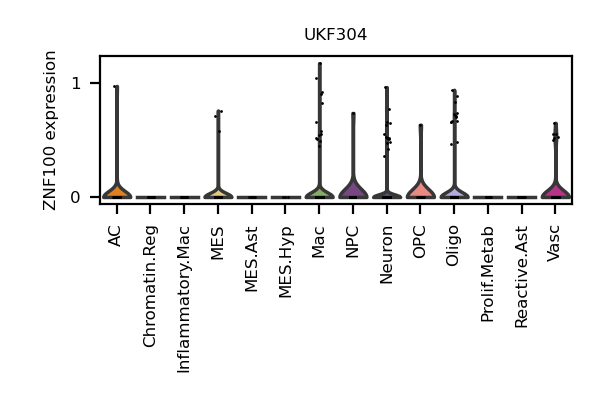 UKF304
ZNF100 expression
1
0
AC
Chromatin.Reg
Inflammatory.Mac
MES
MES.Ast
MES.Hyp
Mac
NPC
Neuron
OPC
Oligo
Prolif.Metab
Reactive.Ast
Vasc